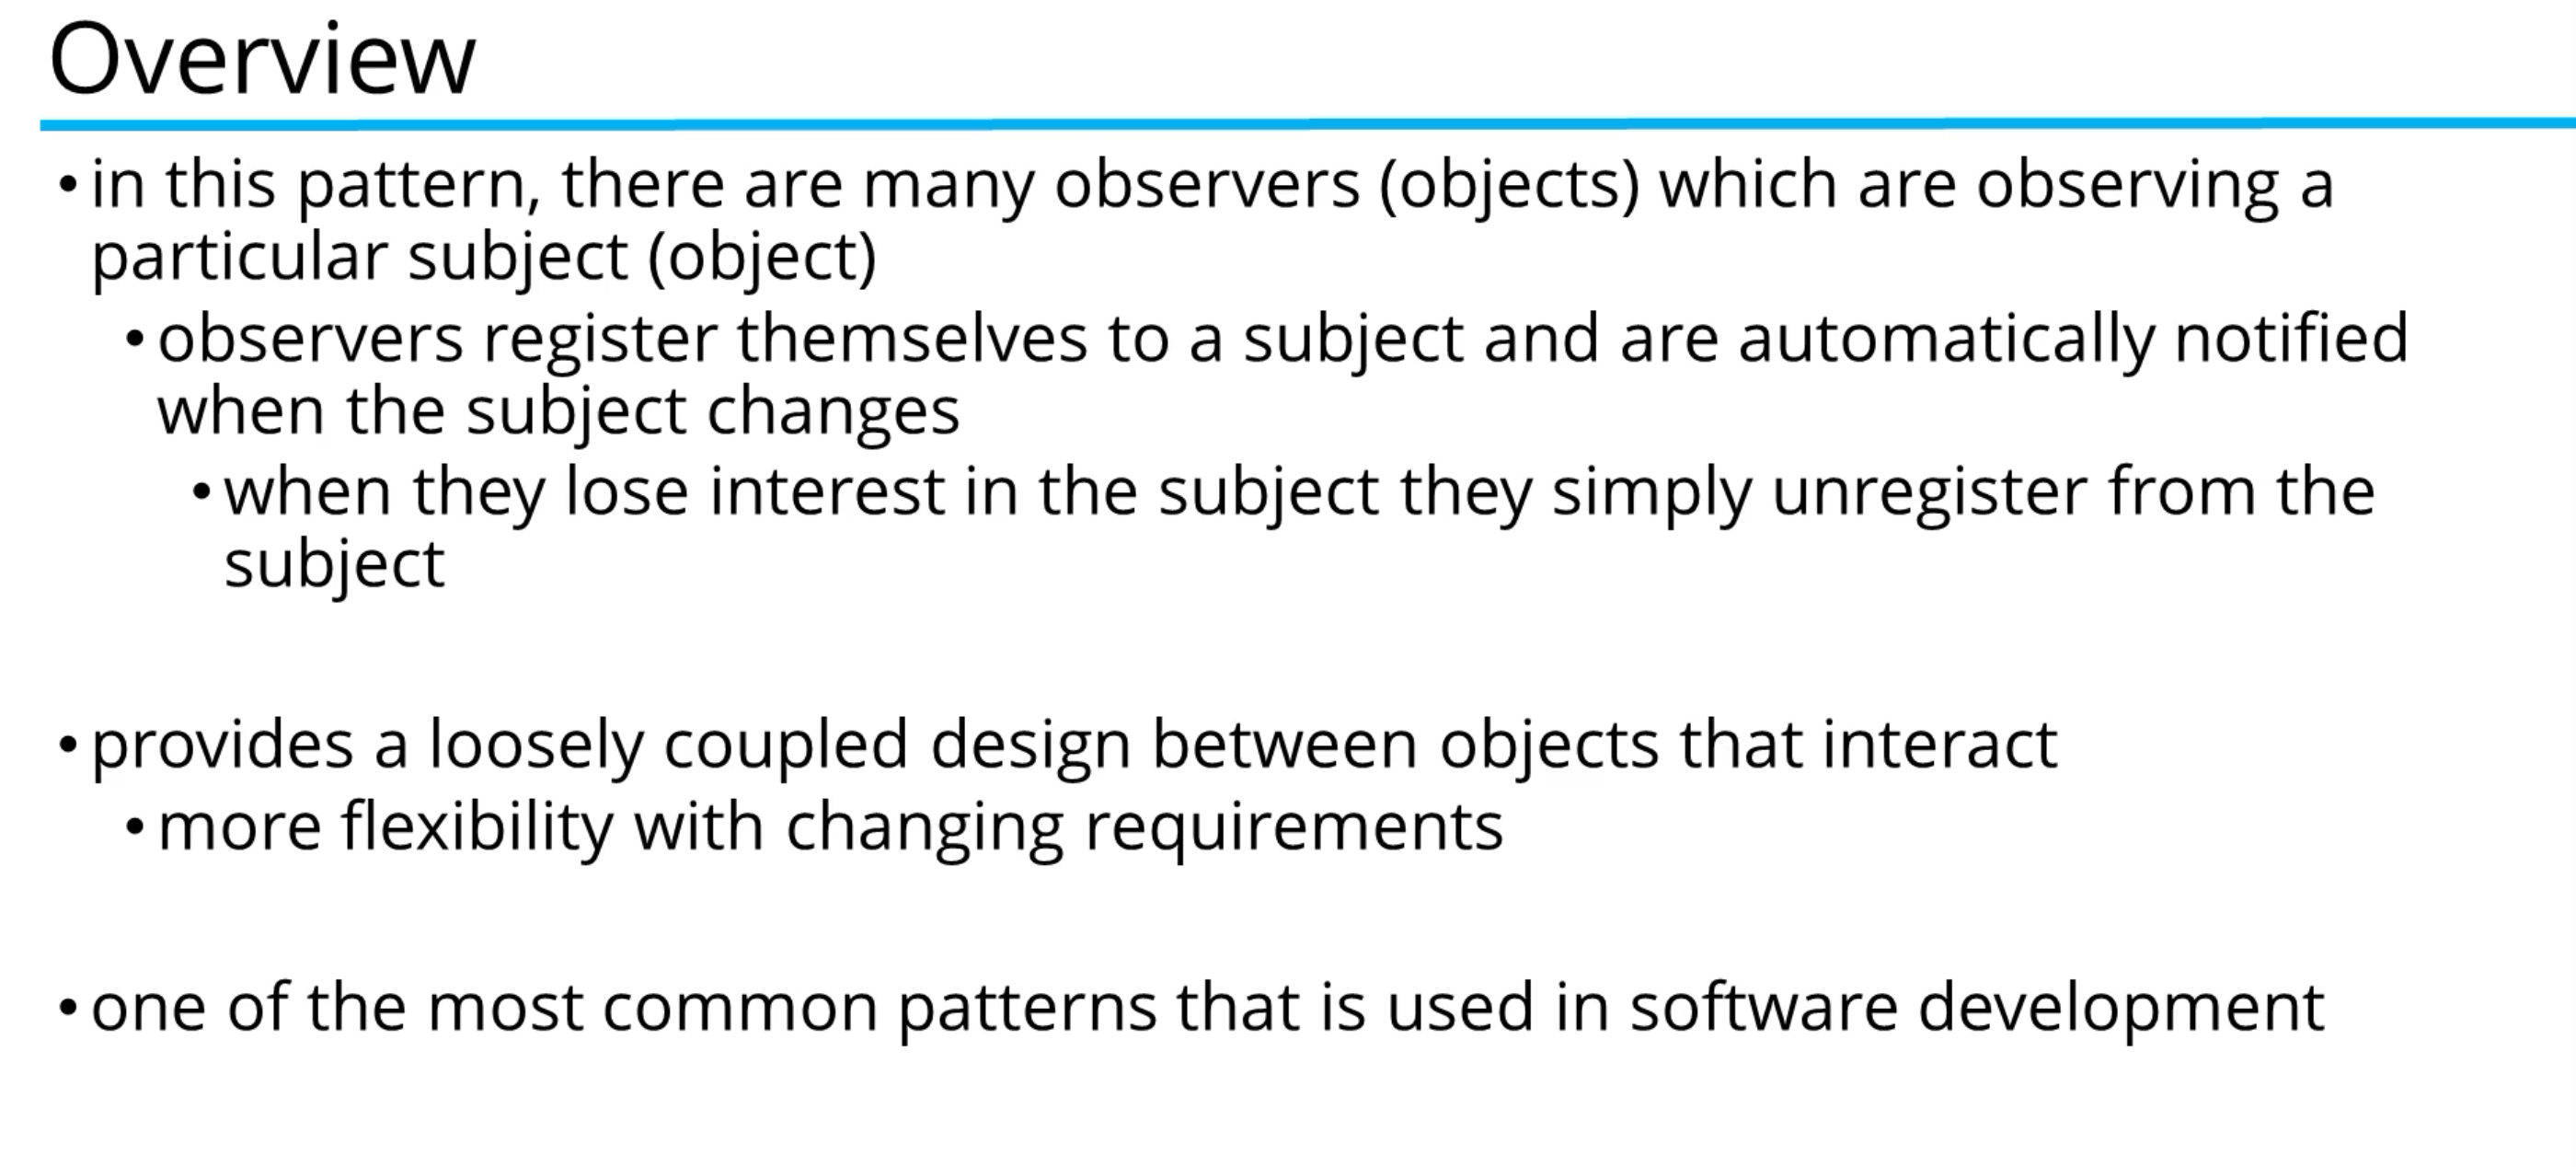 Overview
• in this pattern, there are many observers (objects) which are observing a
particular subject (object)
• observers register themselves to a subject and are automatically notified
when the subject changes
• when they lose interest in the subject they simply unregister from the
subject
• provides a loosely coupled design between objects that interact
• more flexibility with changing requirements
• one of the most common patterns that is used in software development